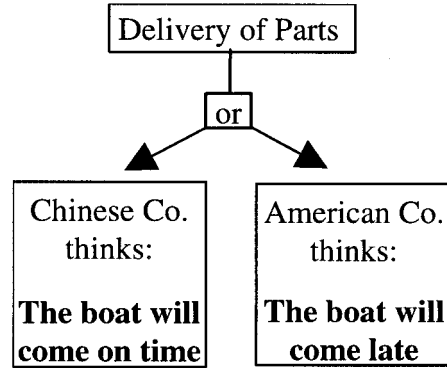 Delivery of Parts
or
Chinese Co.
thinks:
The boat will
come on time
American Co.
thinks:
The boat will
come late